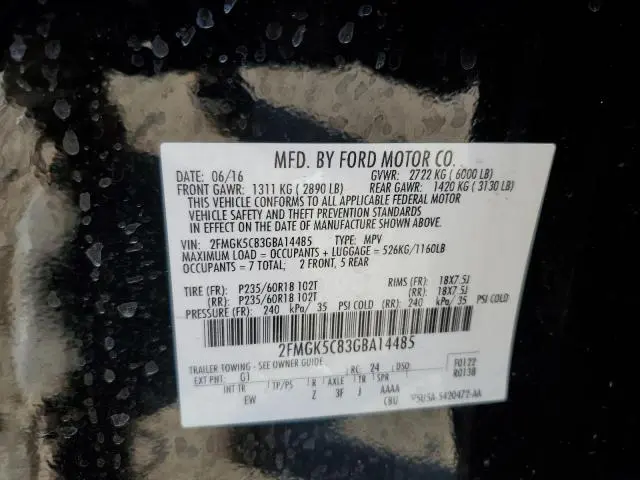 MFD. BY FORD MOTOR CO.
DATE: 06/16 GVWR: 2722 KG ( 6000 LB)
FRONT GAWR: 1311 KG ( 2890 LB) REAR GAWR: 1420 KG ( 3130 LB)
THIS VEHICLE CONFORMS TO ALL APPLICABLE FEDERAL MOTOR
VEHICLE SAFETY AND THEFT PREVENTION STANDARDS
IN EFFECT ON THE DATE OF MANUFACTURE SHOWN ABOVE.
VIN: 2FMGK5C83GBA14485 TYPE: MPV
MAXIMUM LOAD = OCCUPANTS + LUGGAGE = 526KG/1160LB
OCCUPANTS = 7 TOTAL; 2 FRONT, 5 REAR
TIRE (FR): P235/60R18 102T RIMS (FR): 18X7.5J
(RR): P235/60R18 102T (RR): 18X7.5J
PRESSURE (FR): 240 kPa/ 35 PSI COLD (RR): 240 kPa/ 35 PSI COLD
2FMGK5C83GBA14485
TRAILER TOWING - SEE OWNER GUIDE
EXT PNT: G1 RC: 24 DSO: F0122
R0138
INT TR TP/PS R AXLE TR SPR AAAA
EW Z 3F J C8U 5420472-AA